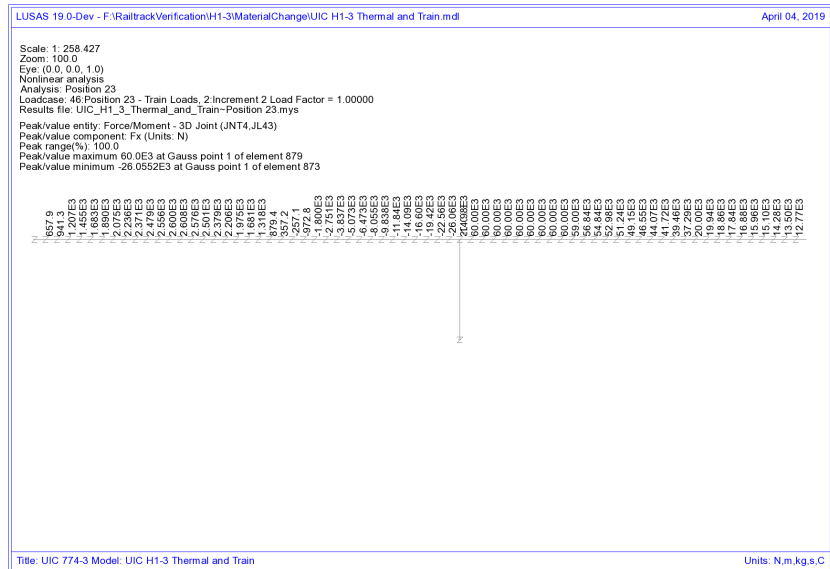 LUSAS 19.0-Dev - F:\RailtrackVerification\H1-3\MaterialChange\UIC H1-3 Thermal and Train.mdl April 04, 2019
Scale: 1: 258.427
Zoom: 100.0
Eye: (0.0, 0.0, 1.0)
Nonlinear analysis
Analysis: Position 23
Loadcase: 46:Position 23 - Train Loads, 2:Increment 2 Load Factor = 1.00000
Results file: UIC_H1_3_Thermal_and_Train~Position 23.mys
Peak/value entity: Force/Moment - 3D Joint (JNT4,JL43)
Peak/value component: Fx (Units: N)
Peak range(%): 100.0
Peak/value maximum 60.0E3 at Gauss point 1 of element 879
Peak/value minimum -26.0552E3 at Gauss point 1 of element 873
657.9
941.3
1.207E3
1.455E3
1.683E3
1.890E3
2.075E3
2.236E3
2.371E3
2.479E3
2.556E3
2.600E3
2.608E3
2.576E3
2.501E3
2.379E3
2.206E3
1.975E3
1.681E3
1.318E3
879.4
357.2
-257.1
-972.8
-1.800E3
-2.751E3
-3.837E3
-5.073E3
-6.473E3
-8.055E3
-9.838E3
-11.84E3
-14.09E3
-16.60E3
-19.42E3
-22.56E3
-26.06E3
60.00E3
60.00E3
60.00E3
60.00E3
60.00E3
60.00E3
60.00E3
60.00E3
60.00E3
59.00E3
56.84E3
54.84E3
52.98E3
51.24E3
49.15E3
46.55E3
44.07E3
41.72E3
39.46E3
37.29E3
20.00E3
19.94E3
18.86E3
17.84E3
16.88E3
15.96E3
15.10E3
14.28E3
13.50E3
12.77E3
Title: UIC 774-3 Model: UIC H1-3 Thermal and Train Units: N,m,kg,s,C